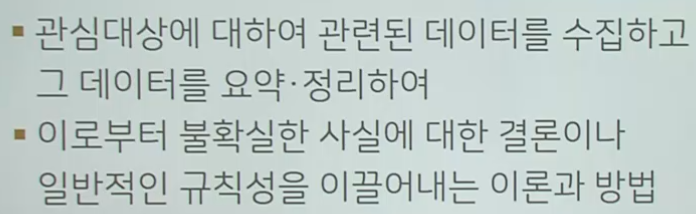 ▪ 관심대상에 대하여 관련된 데이터를 수집하고
그 데이터를 요약·정리하여
▪ 이로부터 불확실한 사실에 대한 결론이나
일반적인 규칙성을 이끌어내는 이론과 방법